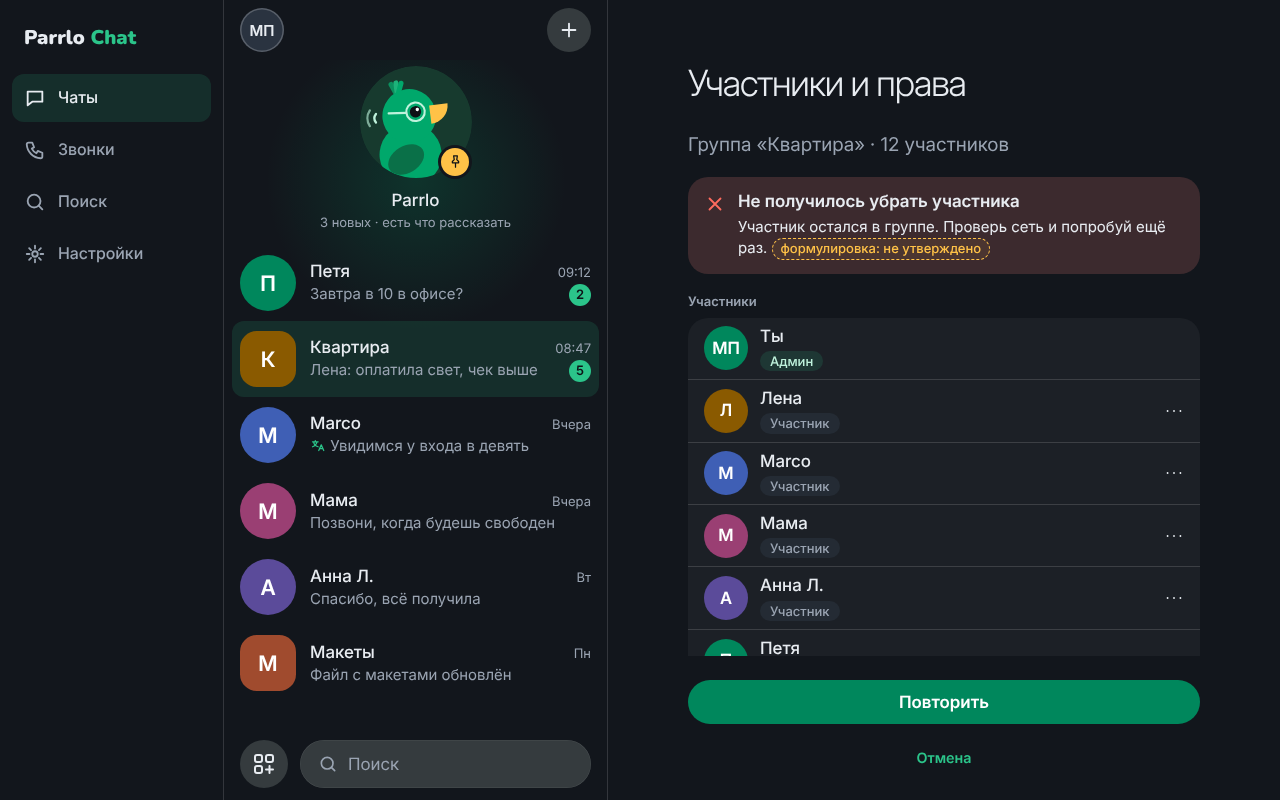 Parrlo Chat
Чаты
Звонки
Поиск
Настройки
МП
Parrlo
3 новых · есть что рассказать
П
Петя
09:12
Завтра в 10 в офисе?
2
К
Квартира
08:47
Лена: оплатила свет, чек выше
5
M
Marco
Вчера
Увидимся у входа в девять
М
Мама
Вчера
Позвони, когда будешь свободен
А
Анна Л.
Вт
Спасибо, всё получила
М
Макеты
Пн
Файл с макетами обновлён
Поиск
Участники и права
Группа «Квартира» · 12 участников
Не получилось убрать участника
Участник остался в группе. Проверь сеть и попробуй ещё
раз. формулировка: не утверждено
Участники
МП
Ты
Админ
Л
Лена
Участник
M
Marco
Участник
М
Мама
Участник
А
Анна Л.
Участник
Петя
Повторить
Отмена